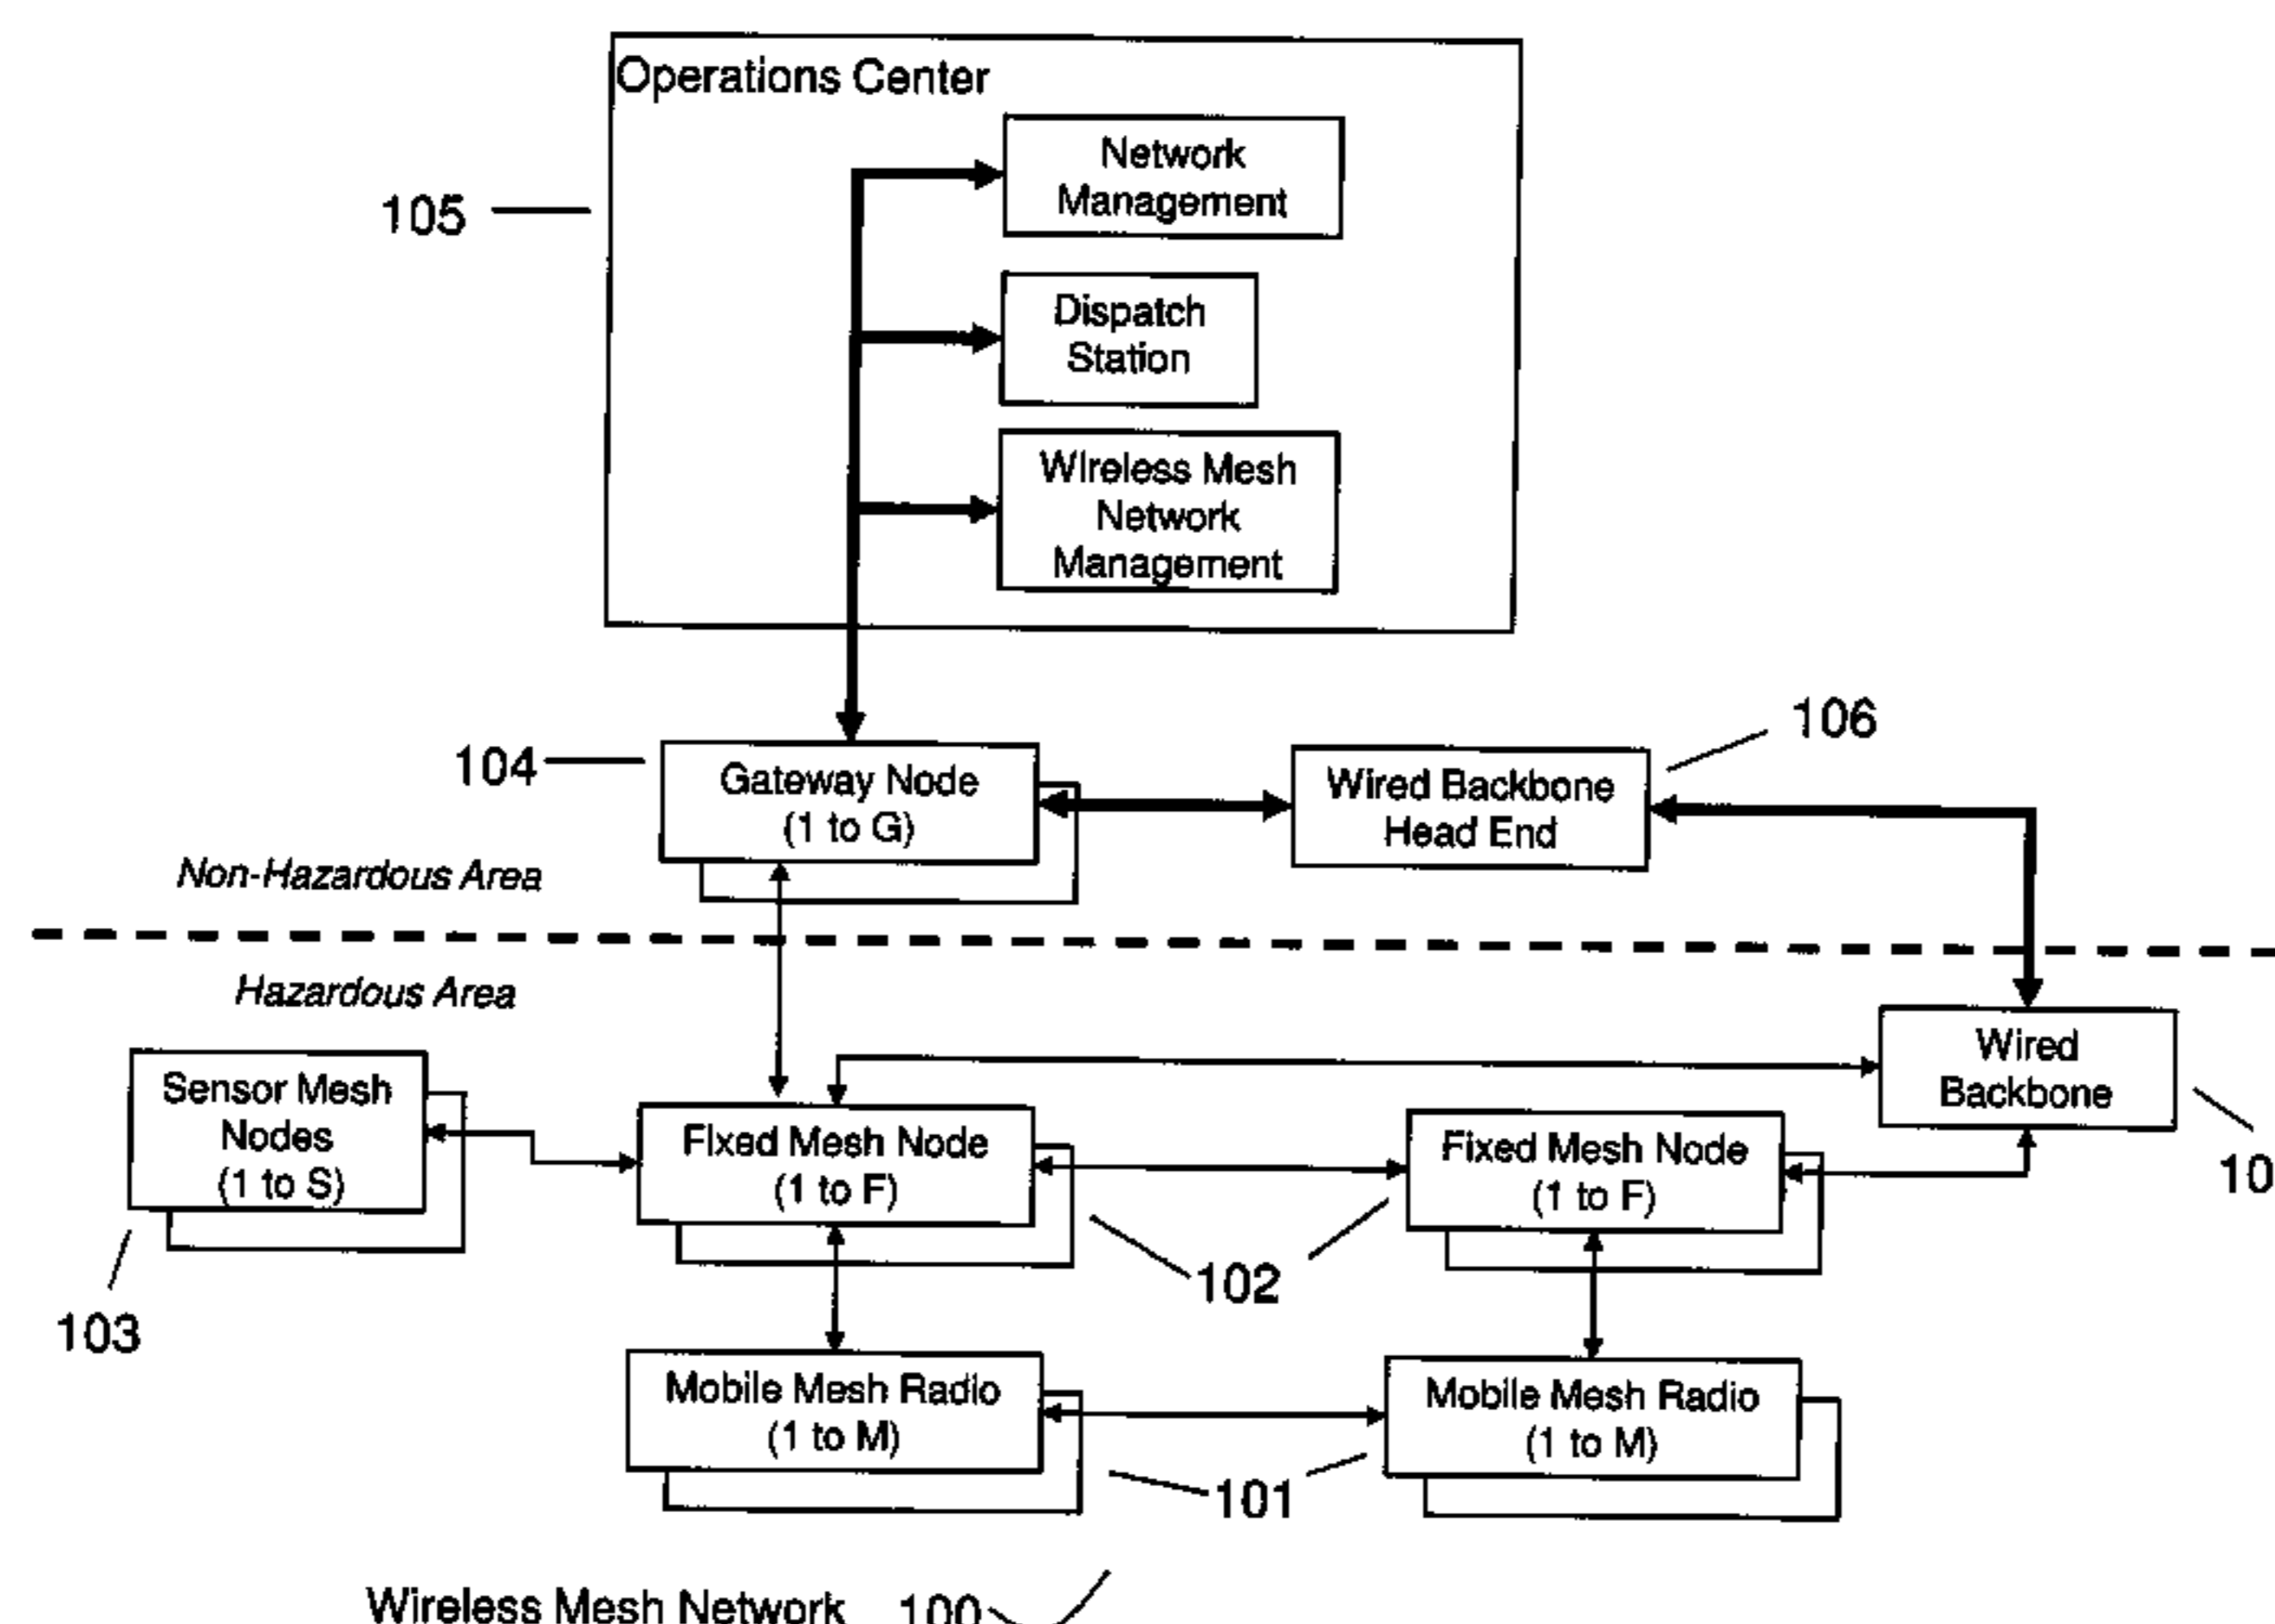 Operations Center
Network
Management
105
Dispatch
Station
Wireless Mesh
Network
Management
106
104
Gateway Node
(1 to G)
Wired Backbone
Head End
Non-Hazardous Area
Hazardous Area
Wired
Backbone
Sensor Mesh
Nodes
(1 to S)
Fixed Mesh Node
(1 to F)
Fixed Mesh Node
(1 to F)
10
102
103
Mobile Mesh Radio
(1 to M)
Mobile Mesh Radio
(1 to M)
101
Wireless Mesh Network 100